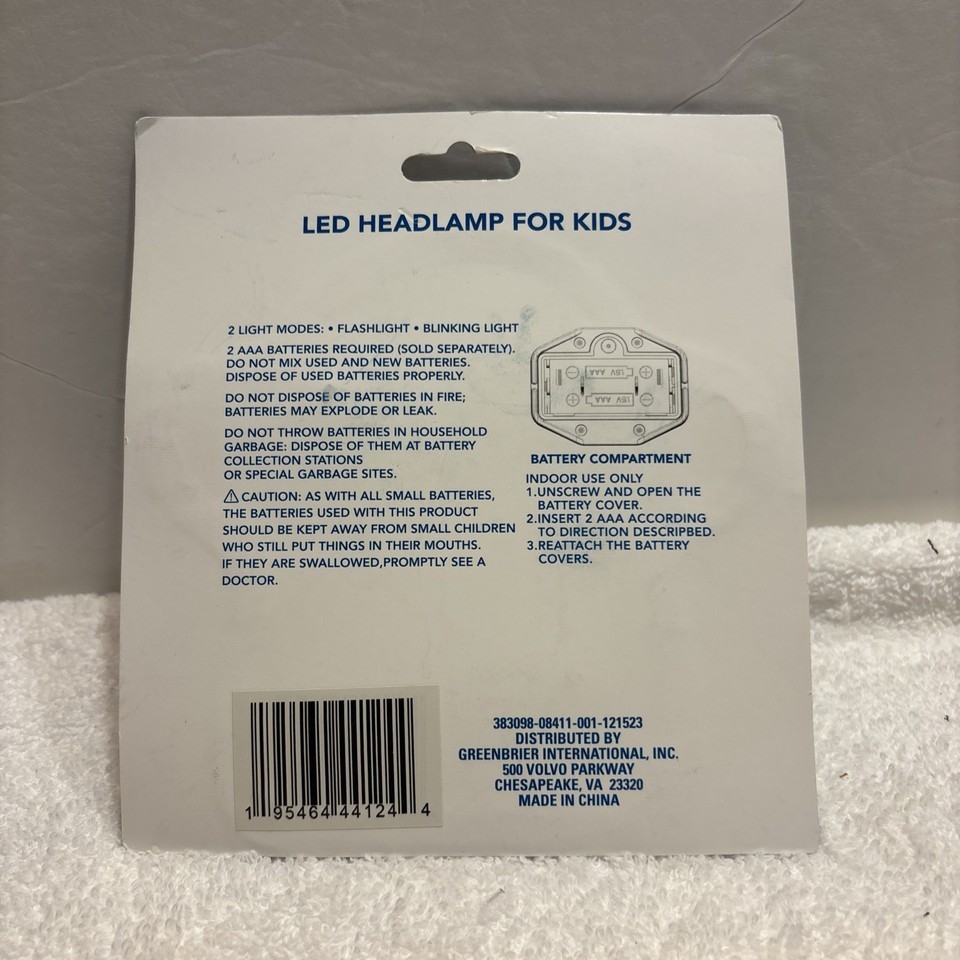 LED HEADLAMP FOR KIDS
2 LIGHT MODES: • FLASHLIGHT • BLINKING LIGHT
2 AAA BATTERIES REQUIRED (SOLD SEPARATELY).
DO NOT MIX USED AND NEW BATTERIES.
DISPOSE OF USED BATTERIES PROPERLY.
DO NOT DISPOSE OF BATTERIES IN FIRE;
BATTERIES MAY EXPLODE OR LEAK.
DO NOT THROW BATTERIES IN HOUSEHOLD
GARBAGE: DISPOSE OF THEM AT BATTERY
COLLECTION STATIONS
OR SPECIAL GARBAGE SITES.
⚠ CAUTION: AS WITH ALL SMALL BATTERIES,
THE BATTERIES USED WITH THIS PRODUCT
SHOULD BE KEPT AWAY FROM SMALL CHILDREN
WHO STILL PUT THINGS IN THEIR MOUTHS.
IF THEY ARE SWALLOWED,PROMPTLY SEE A
DOCTOR.
1.5V AAA
1.5V AAA
BATTERY COMPARTMENT
INDOOR USE ONLY
1.UNSCREW AND OPEN THE
BATTERY COVER.
2.INSERT 2 AAA ACCORDING
TO DIRECTION DESCRIPBED.
3.REATTACH THE BATTERY
COVERS.
1 95464 44124 4
383098-08411-001-121523
DISTRIBUTED BY
GREENBRIER INTERNATIONAL, INC.
500 VOLVO PARKWAY
CHESAPEAKE, VA 23320
MADE IN CHINA